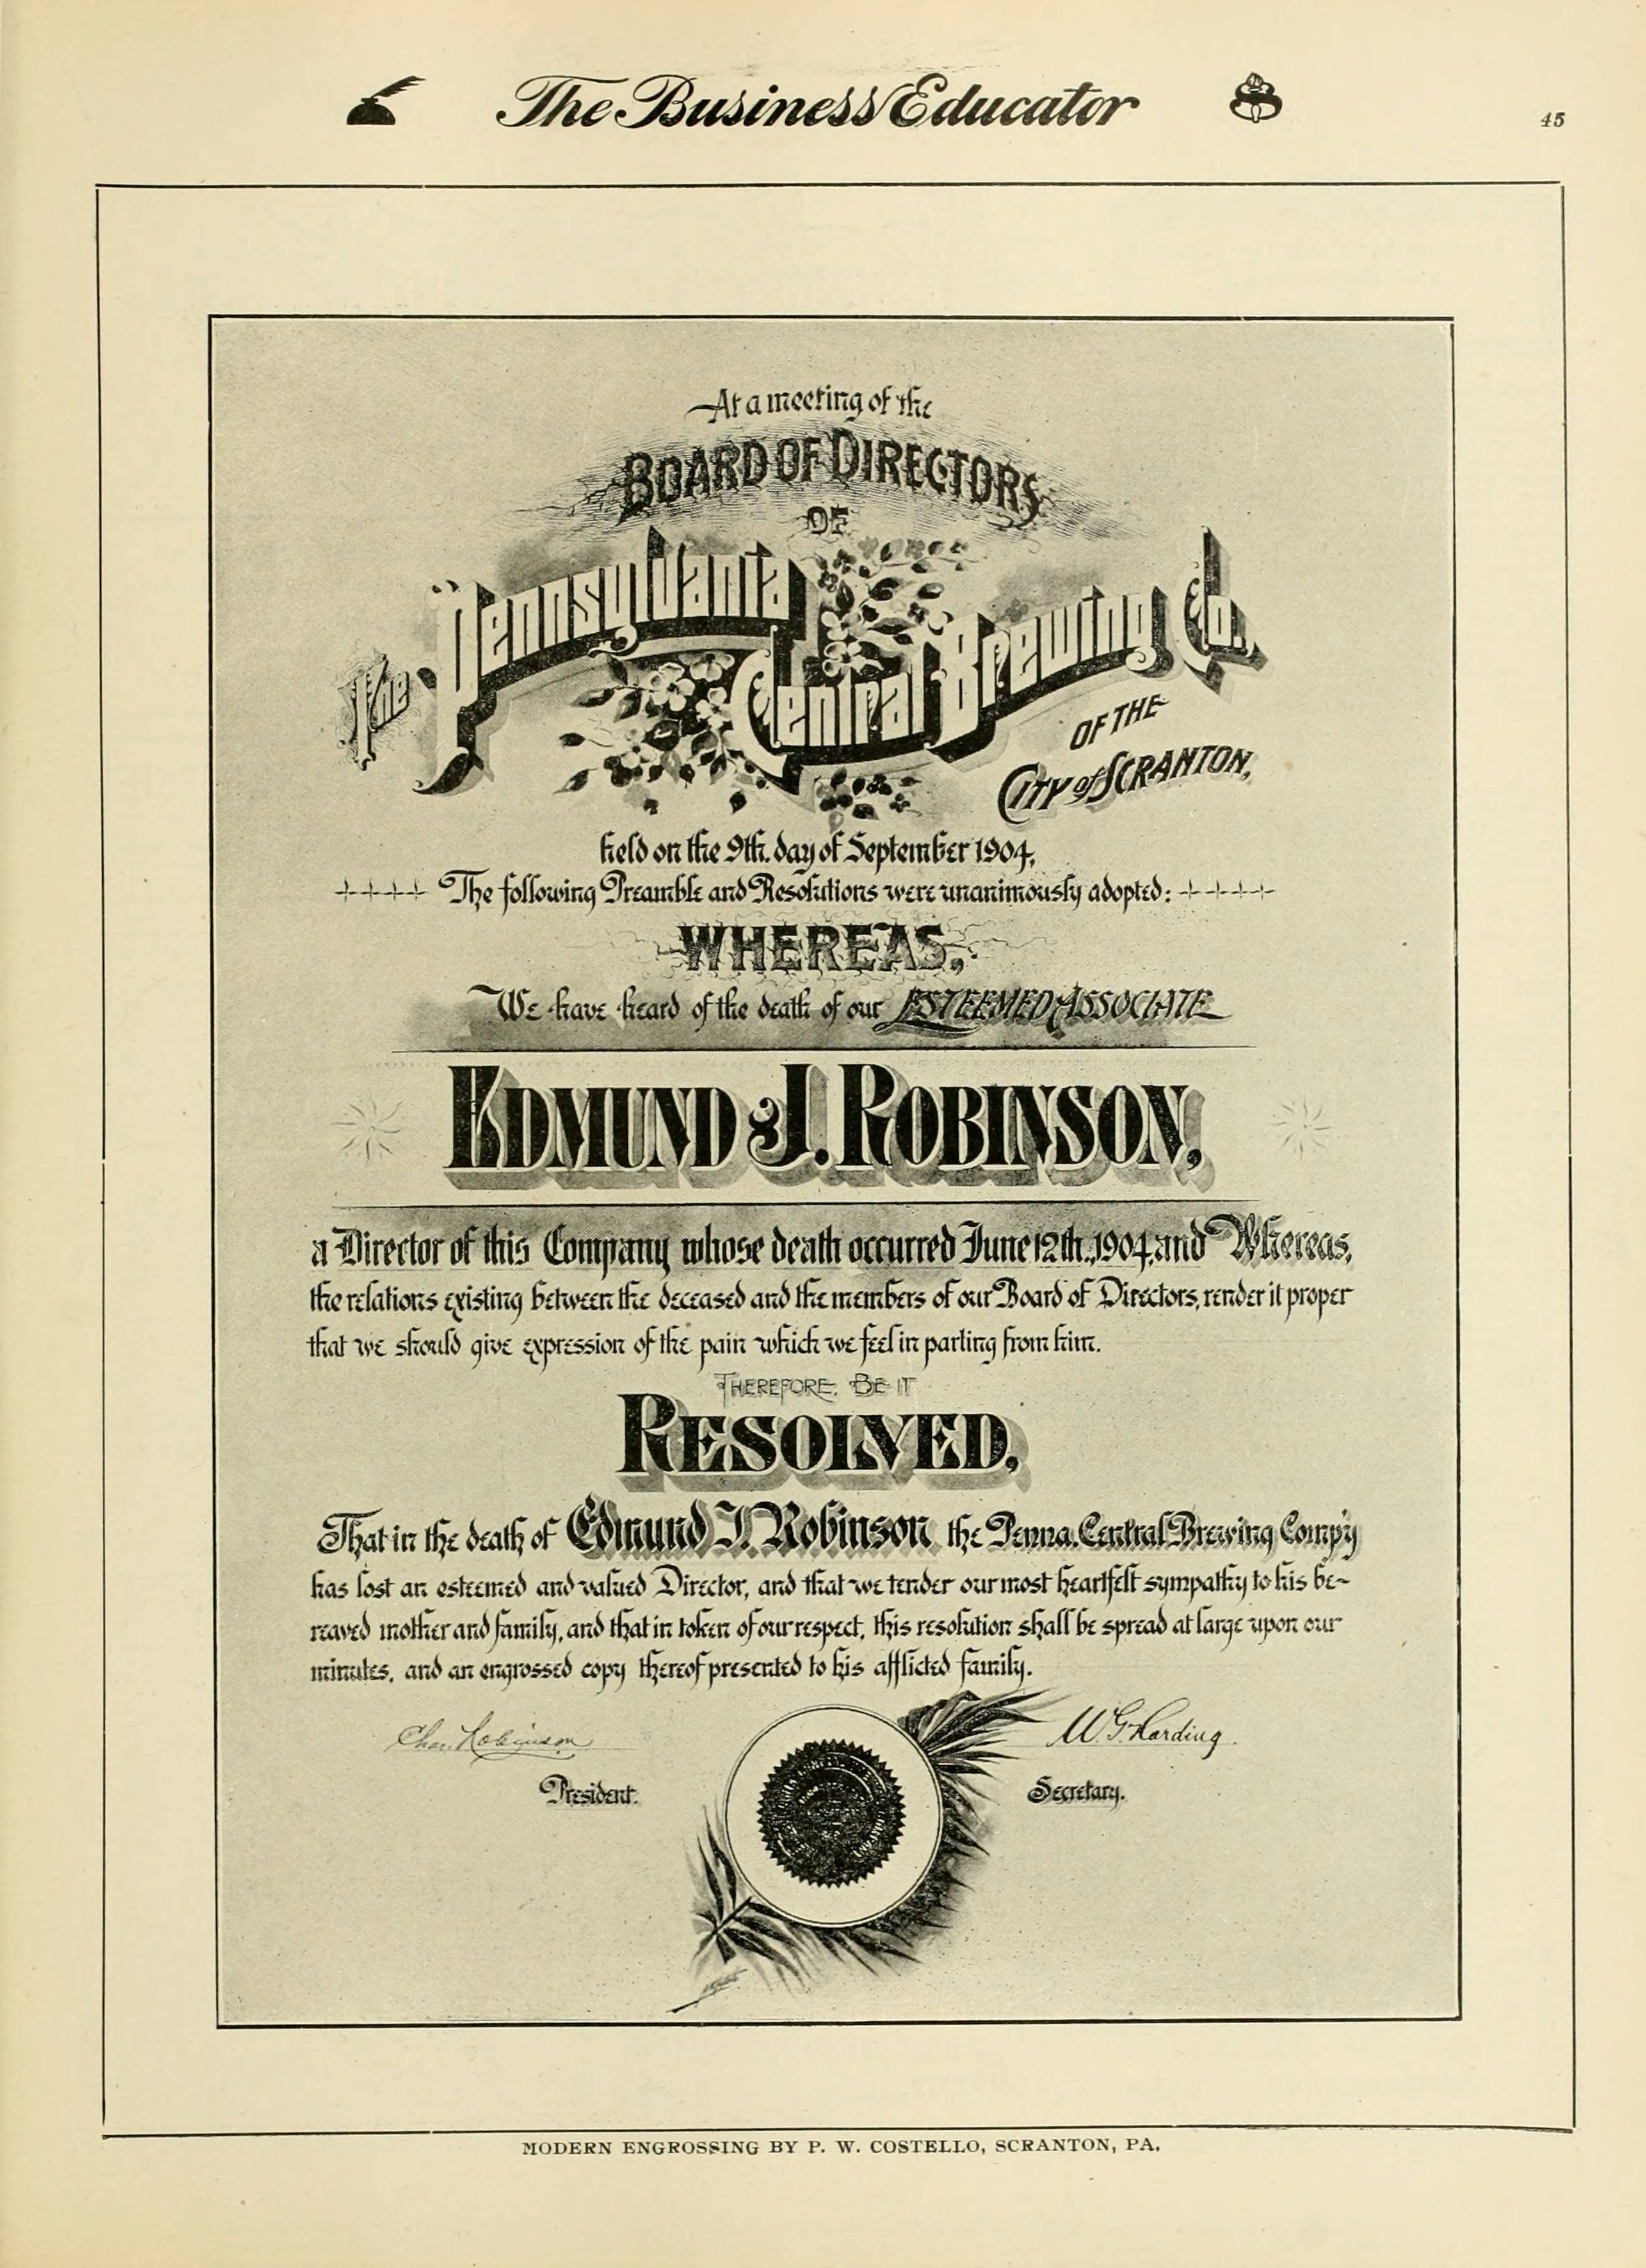 The Business Educator
45
At a meeting of the
BOARD OF DIRECTORS
OF
The Pennsylvania Central Brewing Co.
OF THE
CITY of SCRANTON,
held on the 9th. day of September 1904,
The following Preamble and Resolutions were unanimously adopted:
WHEREAS,
We have heard of the death of our ESTEEMED ASSOCIATE
EDMUND J. ROBINSON,
a Director of this Company whose death occurred June 12th., 1904, and Whereas,
the relations existing between the deceased and the members of our Board of Directors, render it proper
that we should give expression of the pain which we feel in parting from him.
THEREFORE, BE IT
RESOLVED,
That in the death of Edmund J. Robinson the Penna. Central Brewing Compy
has lost an esteemed and valued Director, and that we tender our most heartfelt sympathy to his be-
reaved mother and family, and that in token of our respect, this resolution shall be spread at large upon our
minutes, and an engrossed copy thereof presented to his afflicted family.
Chas. Robinson
W. G. Harding.
President.
Secretary.
MODERN ENGROSSING BY P. W. COSTELLO, SCRANTON, PA.